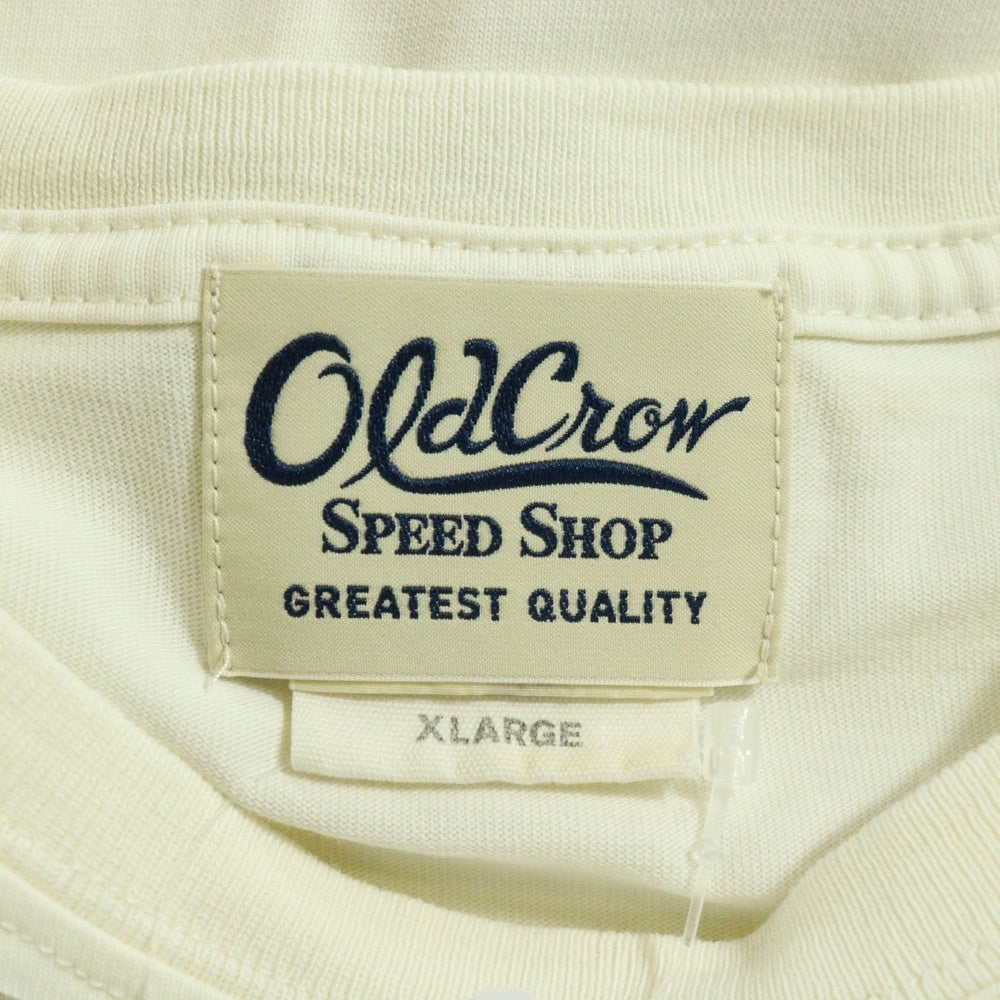 OldCrow
SPEED SHOP
GREATEST QUALITY
XLARGE